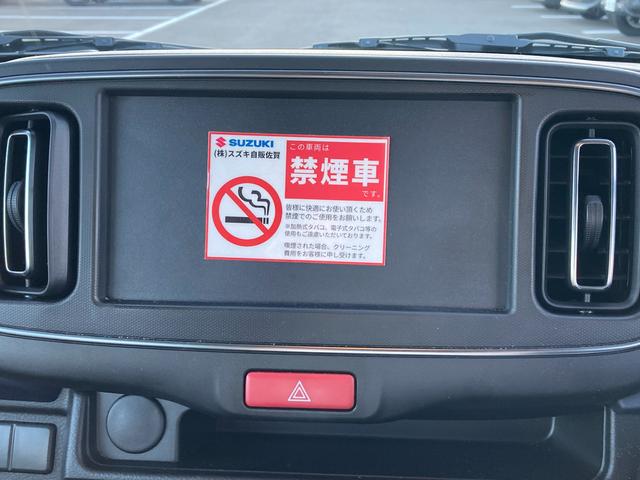 SUZUKI
(株)スズキ自販佐賀
この車両は
禁煙車
です。
皆様に快適にお使い頂くため
禁煙でのご使用をお願いします。
※加熱式タバコ、電子式タバコ等の
使用もご遠慮いただいております。
喫煙された場合、クリーニング
費用をお客様に申し受けます。